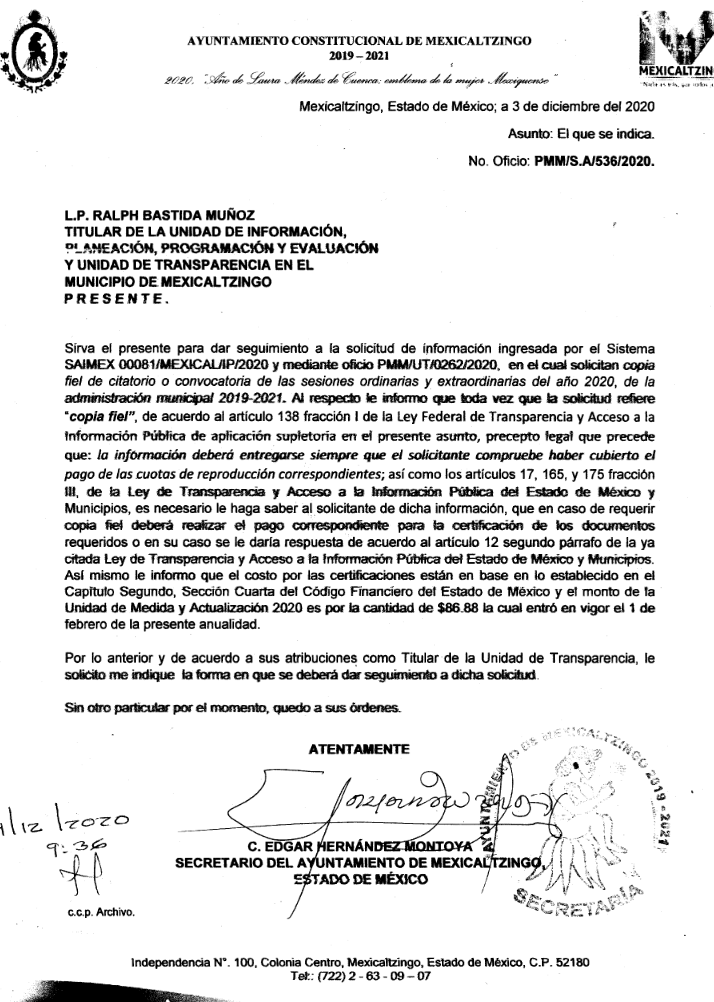 AYUNTAMIENTO CONSTITUCIONAL DE MEXICALTZINGO
2019 – 2021
2020. "Año de Laura Méndez de Cuenca: emblema de la mujer Mexiquense"
MEXICALTZIN
Mexicaltzingo, Estado de México; a 3 de diciembre del 2020
Asunto: El que se indica.
No. Oficio: PMM/S.A/536/2020.
L.P. RALPH BASTIDA MUÑOZ
TITULAR DE LA UNIDAD DE INFORMACIÓN,
PLANEACIÓN, PROGRAMACIÓN Y EVALUACIÓN
Y UNIDAD DE TRANSPARENCIA EN EL
MUNICIPIO DE MEXICALTZINGO
P R E S E N T E .
Sirva el presente para dar seguimiento a la solicitud de información ingresada por el Sistema
SAIMEX 00081/MEXICAL/IP/2020 y mediante oficio PMM/UT/0262/2020, en el cual solicitan copia
fiel de citatorio o convocatoria de las sesiones ordinarias y extraordinarias del año 2020, de la
administración municipal 2019-2021. Al respecto le informo que toda vez que la solicitud refiere
"copia fiel", de acuerdo al artículo 138 fracción I de la Ley Federal de Transparencia y Acceso a la
Información Pública de aplicación supletoria en el presente asunto, precepto legal que precede
que: la información deberá entregarse siempre que el solicitante compruebe haber cubierto el
pago de las cuotas de reproducción correspondientes; así como los artículos 17, 165, y 175 fracción
III, de la Ley de Transparencia y Acceso a la Información Pública del Estado de México y
Municipios, es necesario le haga saber al solicitante de dicha información, que en caso de requerir
copia fiel deberá realizar el pago correspondiente para la certificación de los documentos
requeridos o en su caso se le daría respuesta de acuerdo al artículo 12 segundo párrafo de la ya
citada Ley de Transparencia y Acceso a la Información Pública del Estado de México y Municipios.
Así mismo le informo que el costo por las certificaciones están en base en lo establecido en el
Capítulo Segundo, Sección Cuarta del Código Financiero del Estado de México y el monto de la
Unidad de Medida y Actualización 2020 es por la cantidad de $86.88 la cual entró en vigor el 1 de
febrero de la presente anualidad.
Por lo anterior y de acuerdo a sus atribuciones como Titular de la Unidad de Transparencia, le
solicito me indique la forma en que se deberá dar seguimiento a dicha solicitud.
Sin otro particular por el momento, quedo a sus órdenes.
ATENTAMENTE
AYUNTAMIENTO DE MEXICALTZINGO 2019 - 2021
SECRETARÍA
/12/2020
9:36
C. EDGAR HERNÁNDEZ MONTOYA
SECRETARIO DEL AYUNTAMIENTO DE MEXICALTZINGO,
ESTADO DE MÉXICO
c.c.p. Archivo.
Independencia N°. 100, Colonia Centro, Mexicaltzingo, Estado de México, C.P. 52180
Tel.: (722) 2 - 63 - 09 – 07